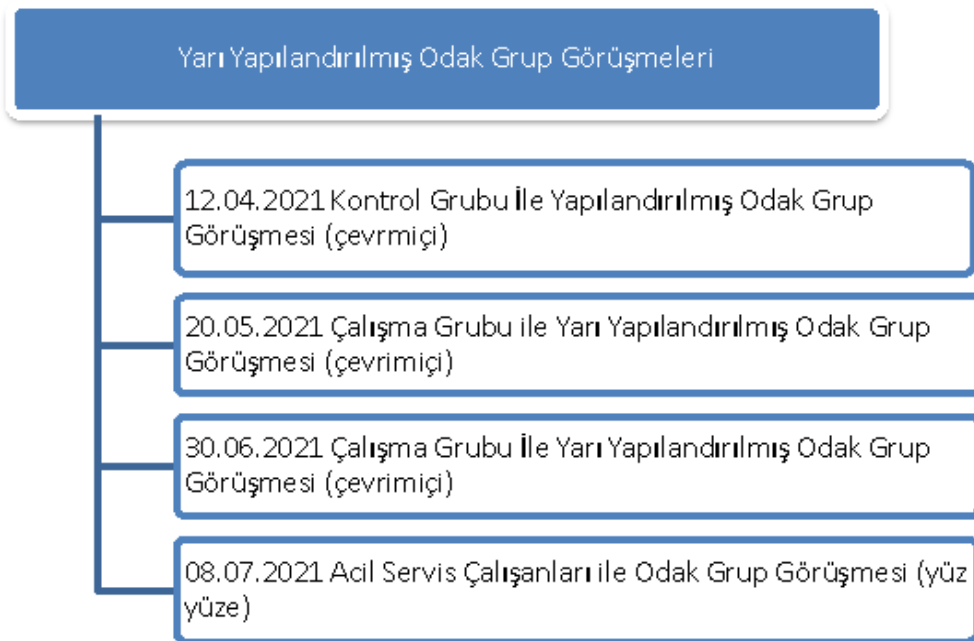 Yarı Yapılandırılmış Odak Grup Görüşmeleri
12.04.2021 Kontrol Grubu İle Yapılandırılmış Odak Grup
Görüşmesi (çevrmiçi)
20.05.2021 Çalışma Grubu ile Yarı Yapılandırılmış Odak Grup
Görüşmesi (çevrimiçi)
30.06.2021 Çalışma Grubu İle Yarı Yapılandırılmış Odak Grup
Görüşmesi (çevrimiçi)
08.07.2021 Acil Servis Çalışanları ile Odak Grup Görüşmesi (yüz
yüze)